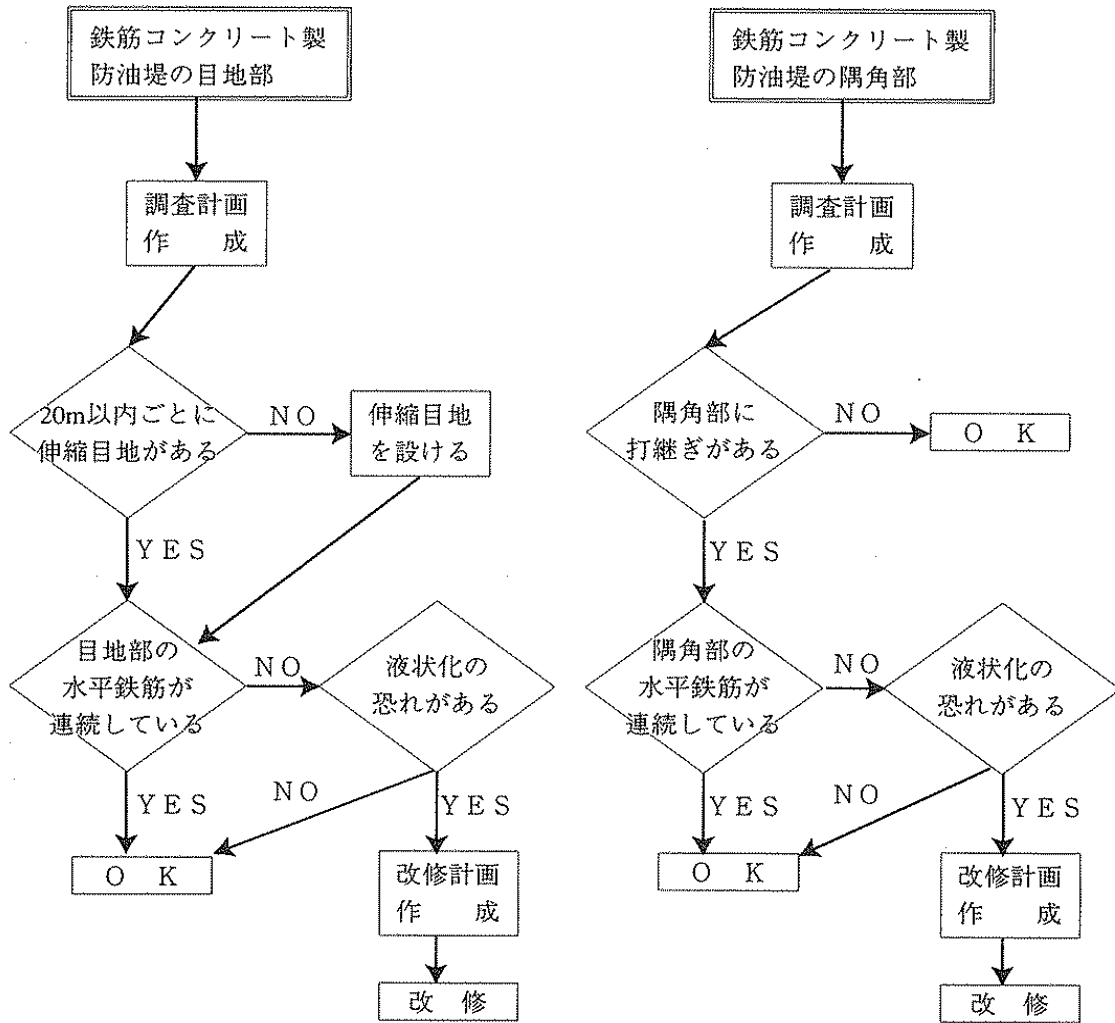 鉄筋コンクリート製
防油堤の目地部
調査計画
作　　成
20m以内ごとに
伸縮目地がある
NO
伸縮目地
を設ける
YES
目地部の
水平鉄筋が
連続している
NO
液状化の
恐れがある
YES
NO
YES
O K
改修計画
作　　成
改 修
鉄筋コンクリート製
防油堤の隅角部
調査計画
作　　成
隅角部に
打継ぎがある
NO
O K
YES
隅角部の
水平鉄筋が
連続している
NO
液状化の
恐れがある
YES
NO
YES
O K
改修計画
作　　成
改 修